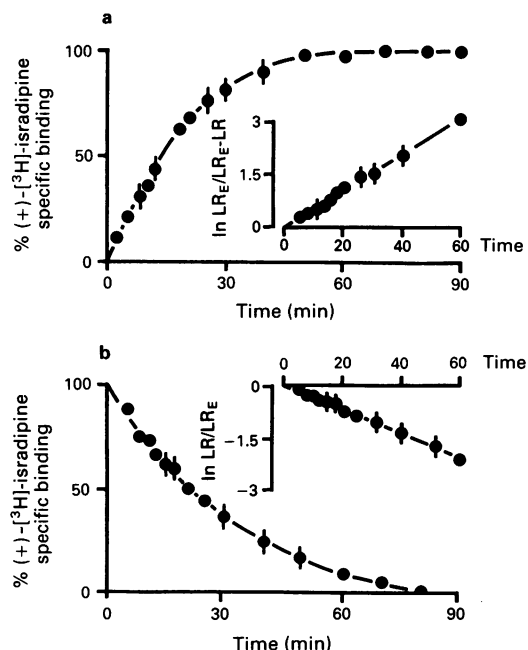 a
% (+)-[³H]-isradipine
specific binding
100
50
0
0
30
60
90
Time (min)
ln LR_E/LR_E-LR
3
1.5
0
0
20
40
60
Time
b
% (+)-[³H]-isradipine
specific binding
100
50
0
0
30
60
90
Time (min)
0
20
40
60
Time
ln LR/LR_E
0
−1.5
−3